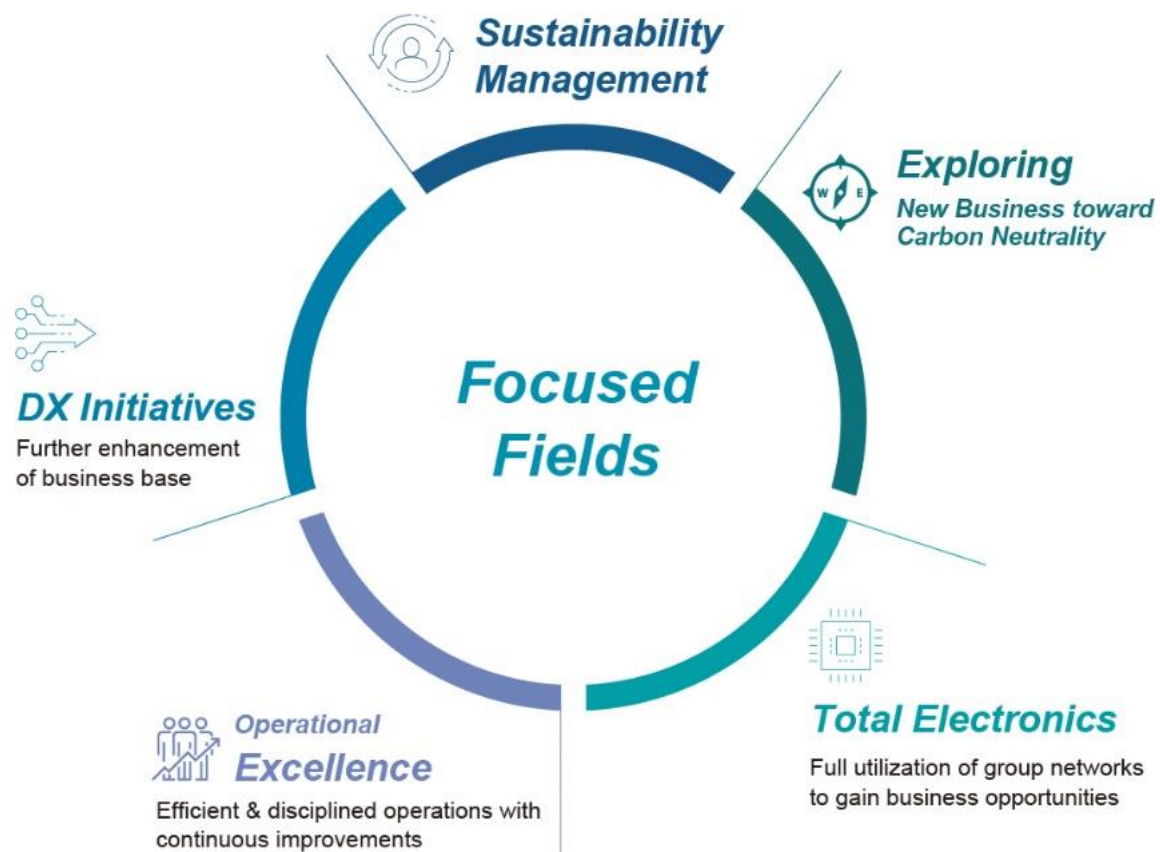 Sustainability
Management
Exploring
New Business toward
Carbon Neutrality
W E
DX Initiatives
Further enhancement
of business base
Focused
Fields
Total Electronics
Full utilization of group networks
to gain business opportunities
Operational
Excellence
Efficient & disciplined operations with
continuous improvements